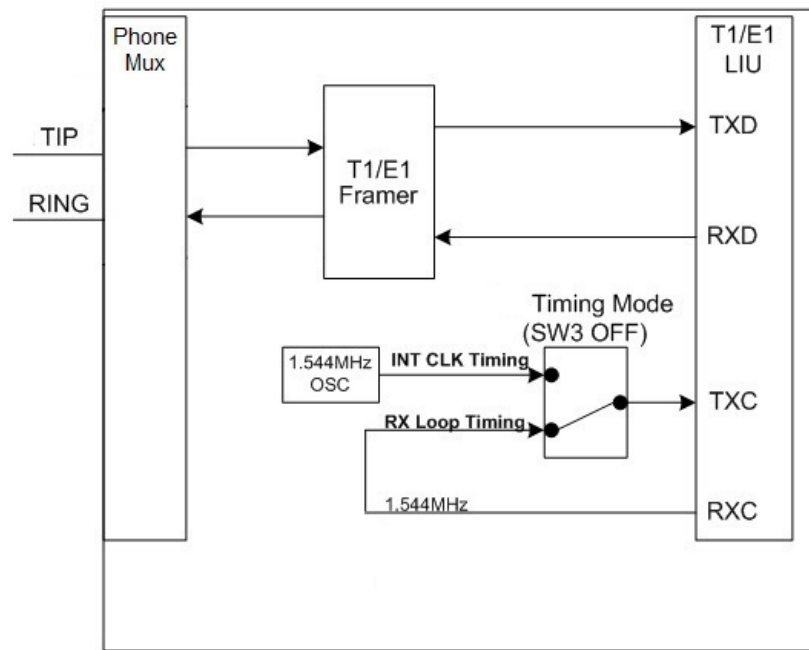 Phone
Mux
T1/E1
LIU
TIP
TXD
T1/E1
Framer
RING
RXD
Timing Mode
(SW3 OFF)
1.544MHz
OSC
INT CLK Timing
RX Loop Timing
TXC
1.544MHz
RXC